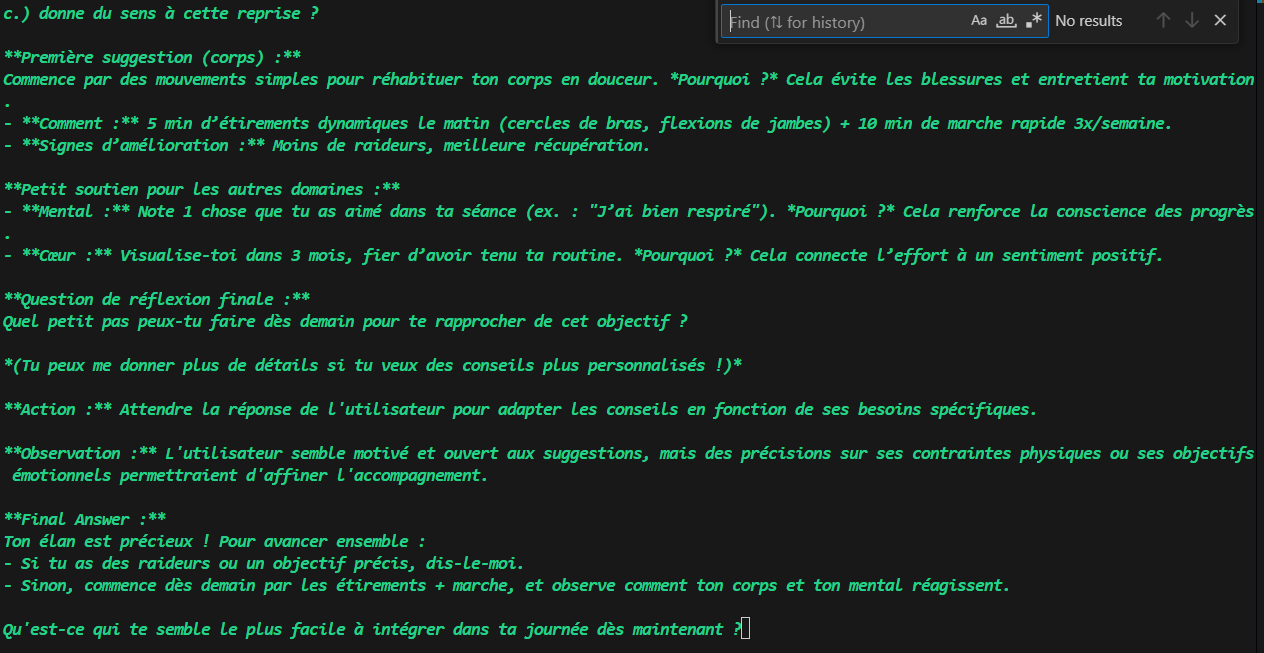 c.) donne du sens à cette reprise ?
Find (⇅ for history)
Aa
ab
.*
No results
**Première suggestion (corps) :**
Commence par des mouvements simples pour réhabituer ton corps en douceur. *Pourquoi ?* Cela évite les blessures et entretient ta motivation
.
- **Comment :** 5 min d’étirements dynamiques le matin (cercles de bras, flexions de jambes) + 10 min de marche rapide 3x/semaine.
- **Signes d’amélioration :** Moins de raideurs, meilleure récupération.
**Petit soutien pour les autres domaines :**
- **Mental :** Note 1 chose que tu as aimé dans ta séance (ex. : "J’ai bien respiré"). *Pourquoi ?* Cela renforce la conscience des progrès
.
- **Cœur :** Visualise-toi dans 3 mois, fier d’avoir tenu ta routine. *Pourquoi ?* Cela connecte l’effort à un sentiment positif.
**Question de réflexion finale :**
Quel petit pas peux-tu faire dès demain pour te rapprocher de cet objectif ?
*(Tu peux me donner plus de détails si tu veux des conseils plus personnalisés !)*
**Action :** Attendre la réponse de l'utilisateur pour adapter les conseils en fonction de ses besoins spécifiques.
**Observation :** L'utilisateur semble motivé et ouvert aux suggestions, mais des précisions sur ses contraintes physiques ou ses objectifs
émotionnels permettraient d'affiner l'accompagnement.
**Final Answer :**
Ton élan est précieux ! Pour avancer ensemble :
- Si tu as des raideurs ou un objectif précis, dis-le-moi.
- Sinon, commence dès demain par les étirements + marche, et observe comment ton corps et ton mental réagissent.
Qu'est-ce qui te semble le plus facile à intégrer dans ta journée dès maintenant ?